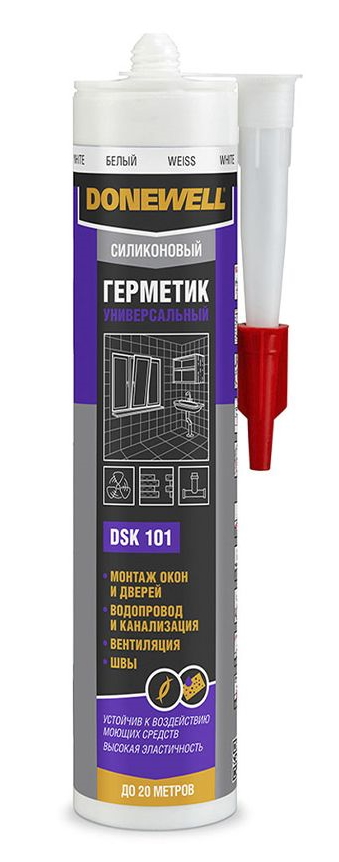 WHITE БЕЛЫЙ WEISS WHITE
DONEWELL®
СИЛИКОНОВЫЙ
ГЕРМЕТИК
УНИВЕРСАЛЬНЫЙ
DSK 101
• МОНТАЖ ОКОН
И ДВЕРЕЙ
• ВОДОПРОВОД
И КАНАЛИЗАЦИЯ
• ВЕНТИЛЯЦИЯ
• ШВЫ
УСТОЙЧИВ К ВОЗДЕЙСТВИЮ
МОЮЩИХ СРЕДСТВ
ВЫСОКАЯ ЭЛАСТИЧНОСТЬ
ДО 20 МЕТРОВ